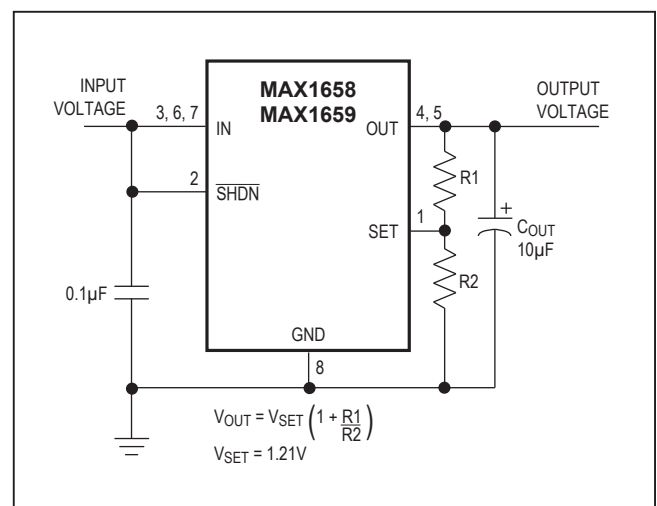 INPUT
VOLTAGE
MAX1658
MAX1659
OUTPUT
VOLTAGE
3, 6, 7
IN
OUT
4, 5
2
SHDN
R1
SET
1
COUT
10µF
R2
0.1µF
GND
8
VOUT = VSET (1 + R1/R2)
VSET = 1.21V
+